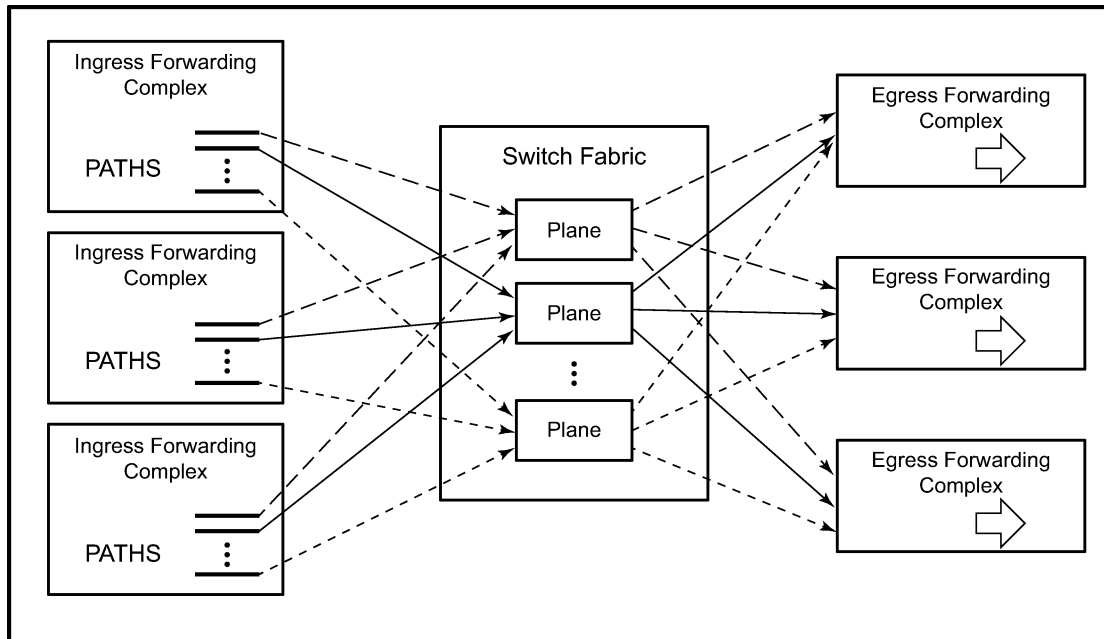 Ingress Forwarding
Complex
PATHS
Ingress Forwarding
Complex
PATHS
Ingress Forwarding
Complex
PATHS
Switch Fabric
Plane
Plane
Plane
Egress Forwarding
Complex
Egress Forwarding
Complex
Egress Forwarding
Complex